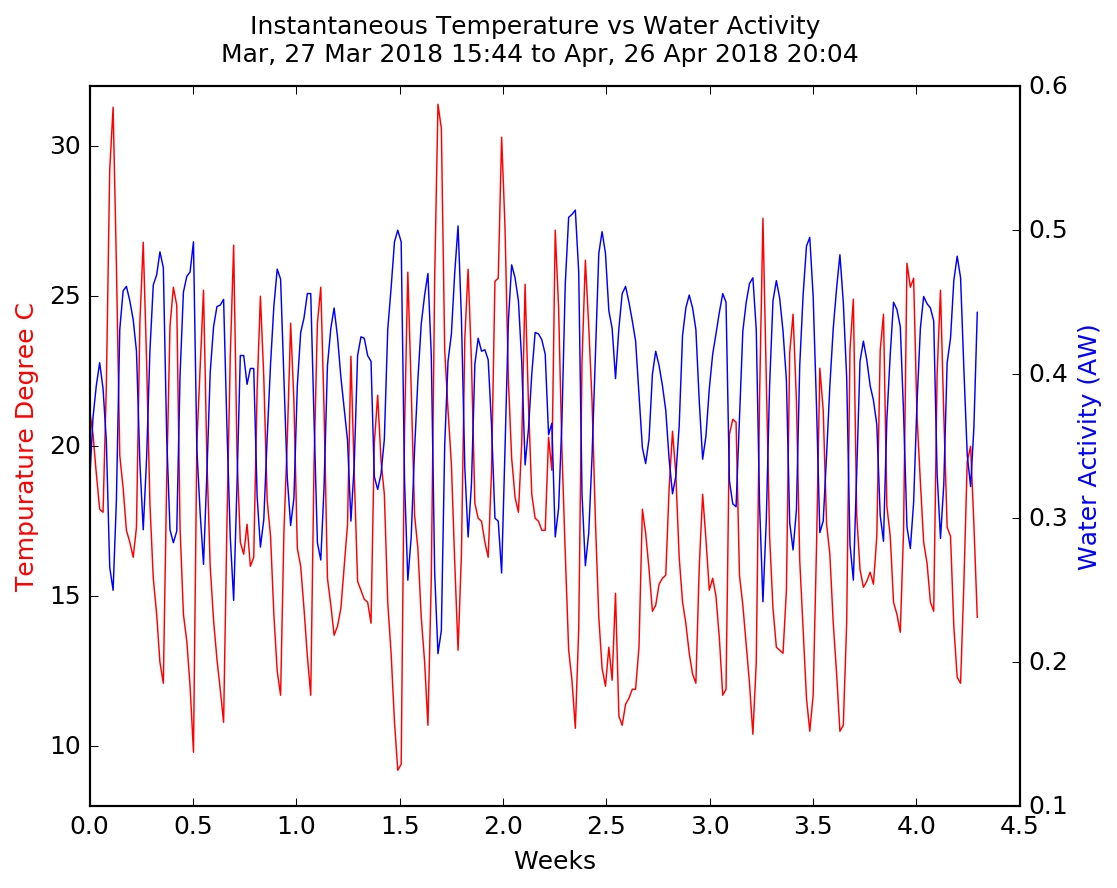 Instantaneous Temperature vs Water Activity
Mar, 27 Mar 2018 15:44 to Apr, 26 Apr 2018 20:04
30
25
20
15
10
Tempurature Degree C
0.6
0.5
0.4
0.3
0.2
0.1
Water Activity (AW)
0.0 0.5 1.0 1.5 2.0 2.5 3.0 3.5 4.0 4.5
Weeks